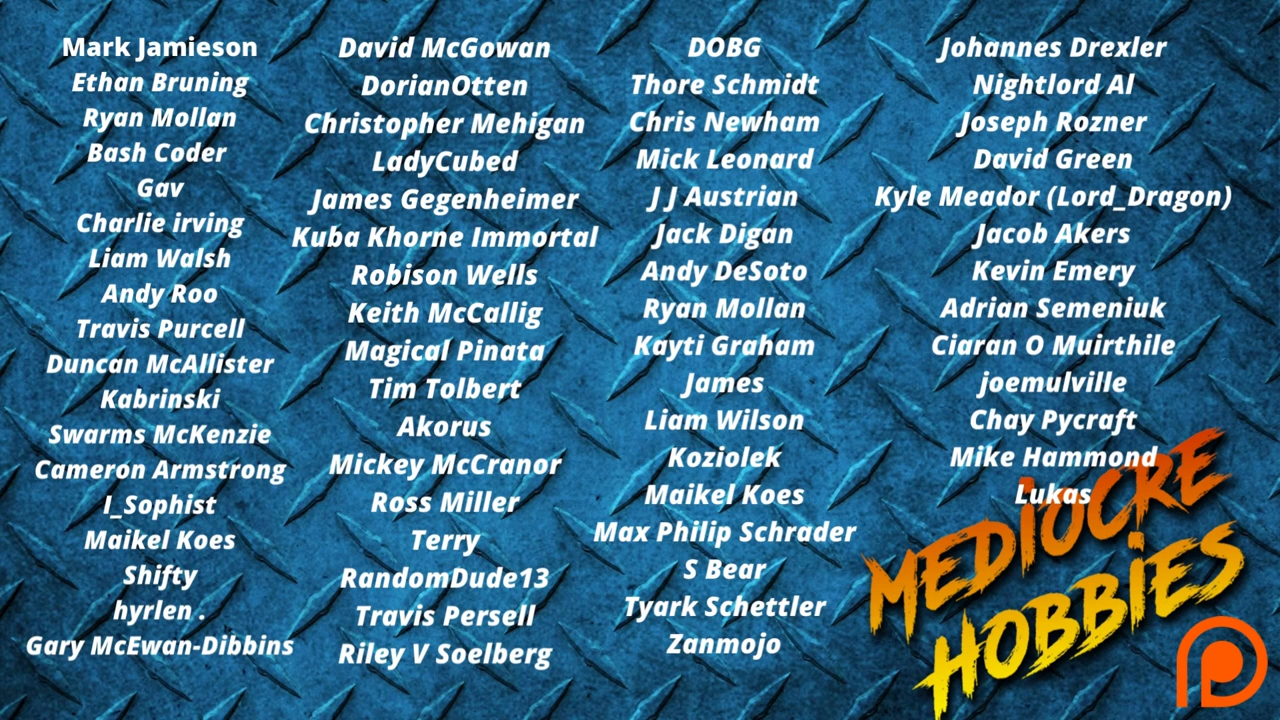 Mark Jamieson
Ethan Bruning
Ryan Mollan
Bash Coder
Gav
Charlie irving
Liam Walsh
Andy Roo
Travis Purcell
Duncan McAllister
Kabrinski
Swarms McKenzie
Cameron Armstrong
I_Sophist
Maikel Koes
Shifty
hyrlen .
Gary McEwan-Dibbins
David McGowan
DorianOtten
Christopher Mehigan
LadyCubed
James Gegenheimer
Kuba Khorne Immortal
Robison Wells
Keith McCallig
Magical Pinata
Tim Tolbert
Akorus
Mickey McCranor
Ross Miller
Terry
RandomDude13
Travis Persell
Riley V Soelberg
DOBG
Thore Schmidt
Chris Newham
Mick Leonard
J J Austrian
Jack Digan
Andy DeSoto
Ryan Mollan
Kayti Graham
James
Liam Wilson
Koziolek
Maikel Koes
Max Philip Schrader
S Bear
Tyark Schettler
Zanmojo
Johannes Drexler
Nightlord Al
Joseph Rozner
David Green
Kyle Meador (Lord_Dragon)
Jacob Akers
Kevin Emery
Adrian Semeniuk
Ciaran O Muirthile
joemulville
Chay Pycraft
Mike Hammond
Lukas
MEDIOCRE
HOBBIES